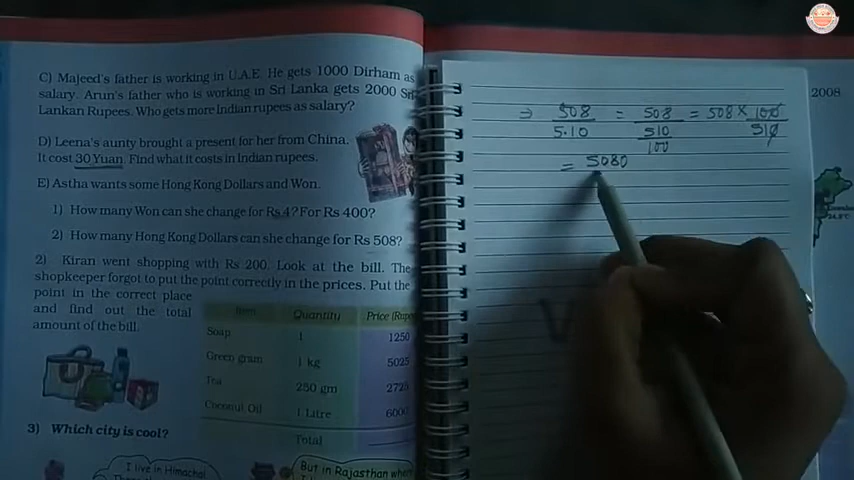 C) Majeed's father is working in U.A.E. He gets 1000 Dirham as
salary. Arun's father who is working in Sri Lanka gets 2000 Sri
Lankan Rupees. Who gets more Indian rupees as salary?
D) Leena's aunty brought a present for her from China.
It cost 30 Yuan. Find what it costs in Indian rupees.
E) Astha wants some Hong Kong Dollars and Won.
1) How many Won can she change for Rs 4? For Rs 400?
2) How many Hong Kong Dollars can she change for Rs 508?
2) Kiran went shopping with Rs 200. Look at the bill. The
shopkeeper forgot to put the point correctly in the prices. Put the
point in the correct place
and find out the total
amount of the bill.
Item Quantity Price (Rupe
Soap 1 1250
Green gram 1 kg 5025
Tea 250 gm 2725
Coconut Oil 1 Litre 6000
Total
3) Which city is cool?
I live in Himachal
But in Rajasthan where
⇒ 508/5.10 = 508/(510/100) = 508 × 100/510
= 5080
2008